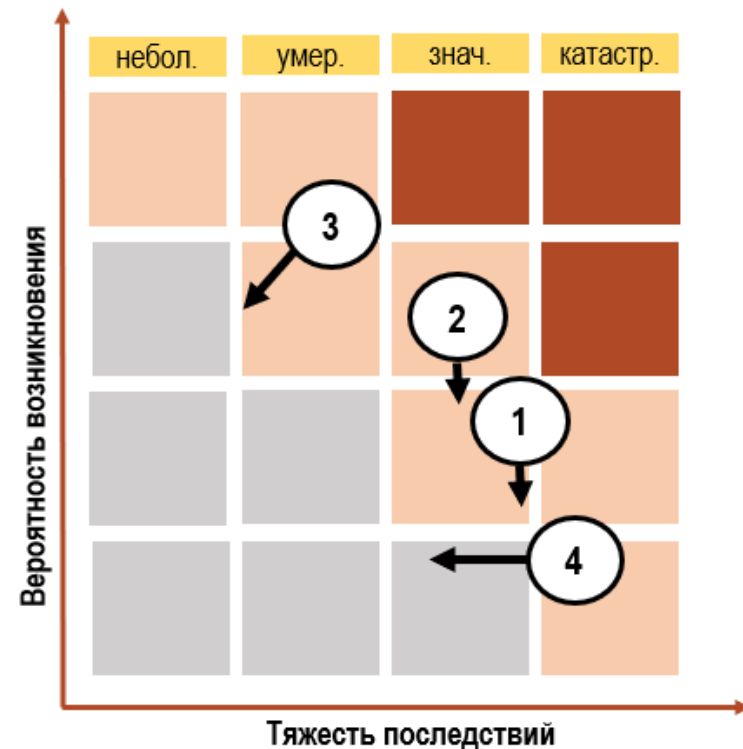 небол. умер. знач. катастр.
3
2
1
4
Вероятность возникновения
Тяжесть последствий